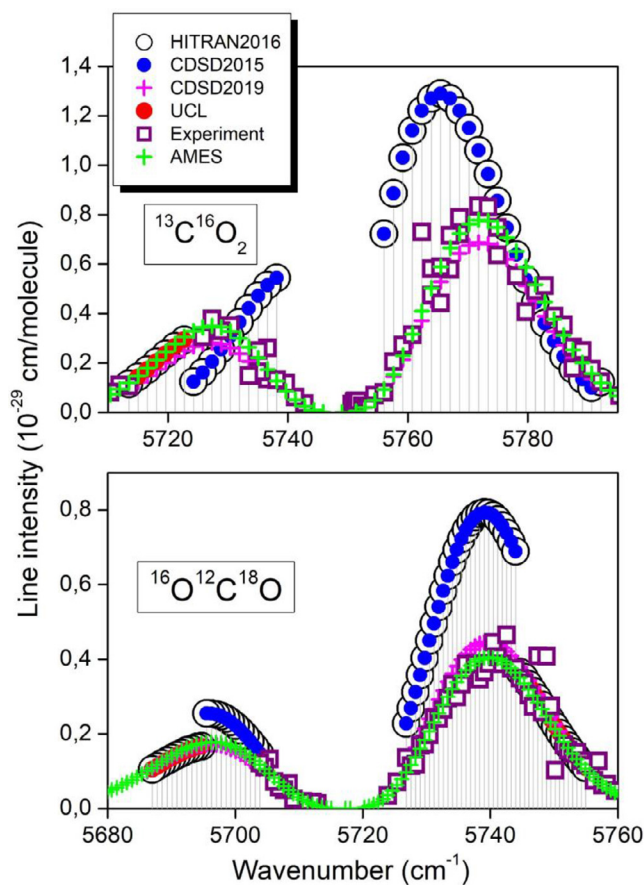 HITRAN2016
CDSD2015
CDSD2019
UCL
Experiment
AMES
1,4
1,2
1,0
0,8
0,6
0,4
0,2
0,0
¹³C¹⁶O₂
5720 5740 5760 5780
Line intensity (10⁻²⁹ cm/molecule)
0,8
0,6
0,4
0,2
0,0
¹⁶O¹²C¹⁸O
5680 5700 5720 5740 5760
Wavenumber (cm⁻¹)